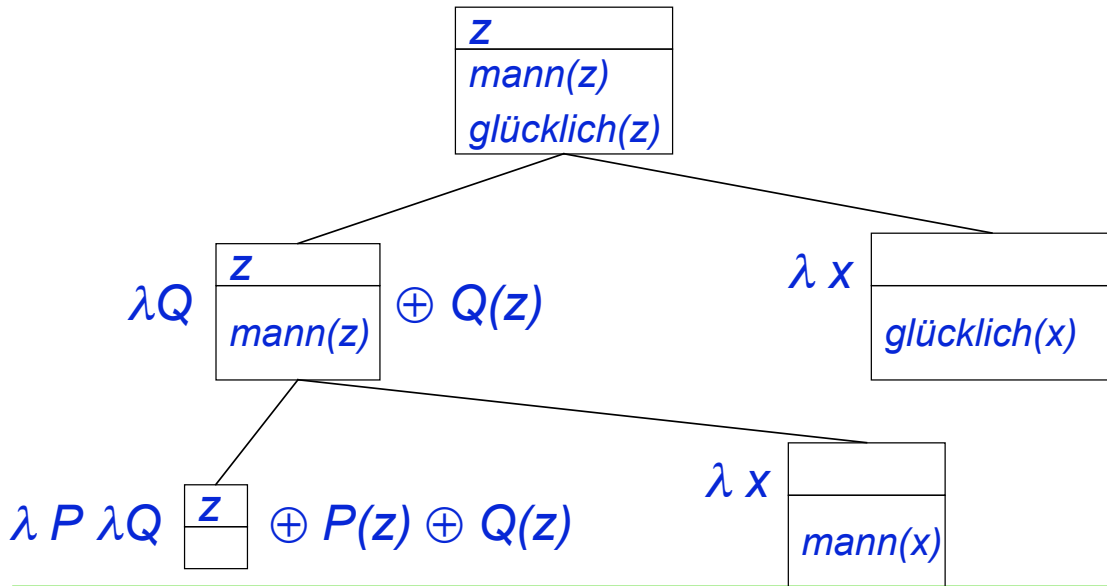 z
mann(z)
glücklich(z)
λQ z ⊕ Q(z)
mann(z)
λ x
glücklich(x)
λ P λQ z ⊕ P(z) ⊕ Q(z)
λ x
mann(x)